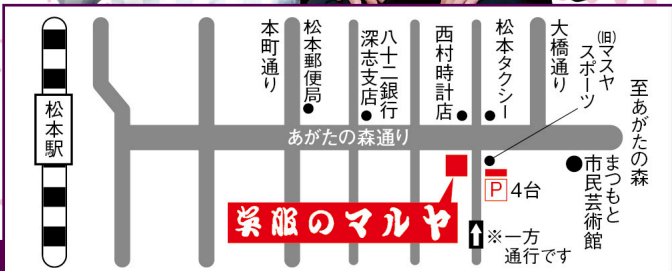 松本駅
本町通り
松本郵便局
八十二銀行
深志支店
西村時計店
松本タクシー
大橋通り
(旧)マスヤ
スポーツ
至あがたの森
あがたの森通り
まつもと
市民芸術館
P 4台
呉服のマルヤ
※一方
通行です